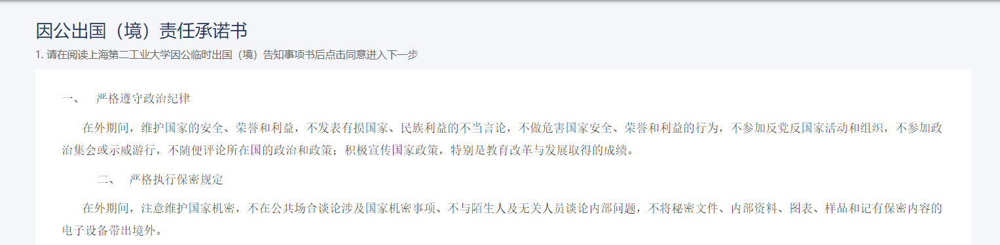 因公出国（境）责任承诺书
1. 请在阅读上海第二工业大学因公临时出国（境）告知事项书后点击同意进入下一步
一、 严格遵守政治纪律
在外期间，维护国家的安全、荣誉和利益，不发表有损国家、民族利益的不当言论，不做危害国家安全、荣誉和利益的行为，不参加反党反国家活动和组织，不参加政
治集会或示威游行，不随便评论所在国的政治和政策；积极宣传国家政策，特别是教育改革与发展取得的成绩。
二、 严格执行保密规定
在外期间，注意维护国家机密，不在公共场合谈论涉及国家机密事项、不与陌生人及无关人员谈论内部问题，不将秘密文件、内部资料、图表、样品和记有保密内容的
电子设备带出境外。